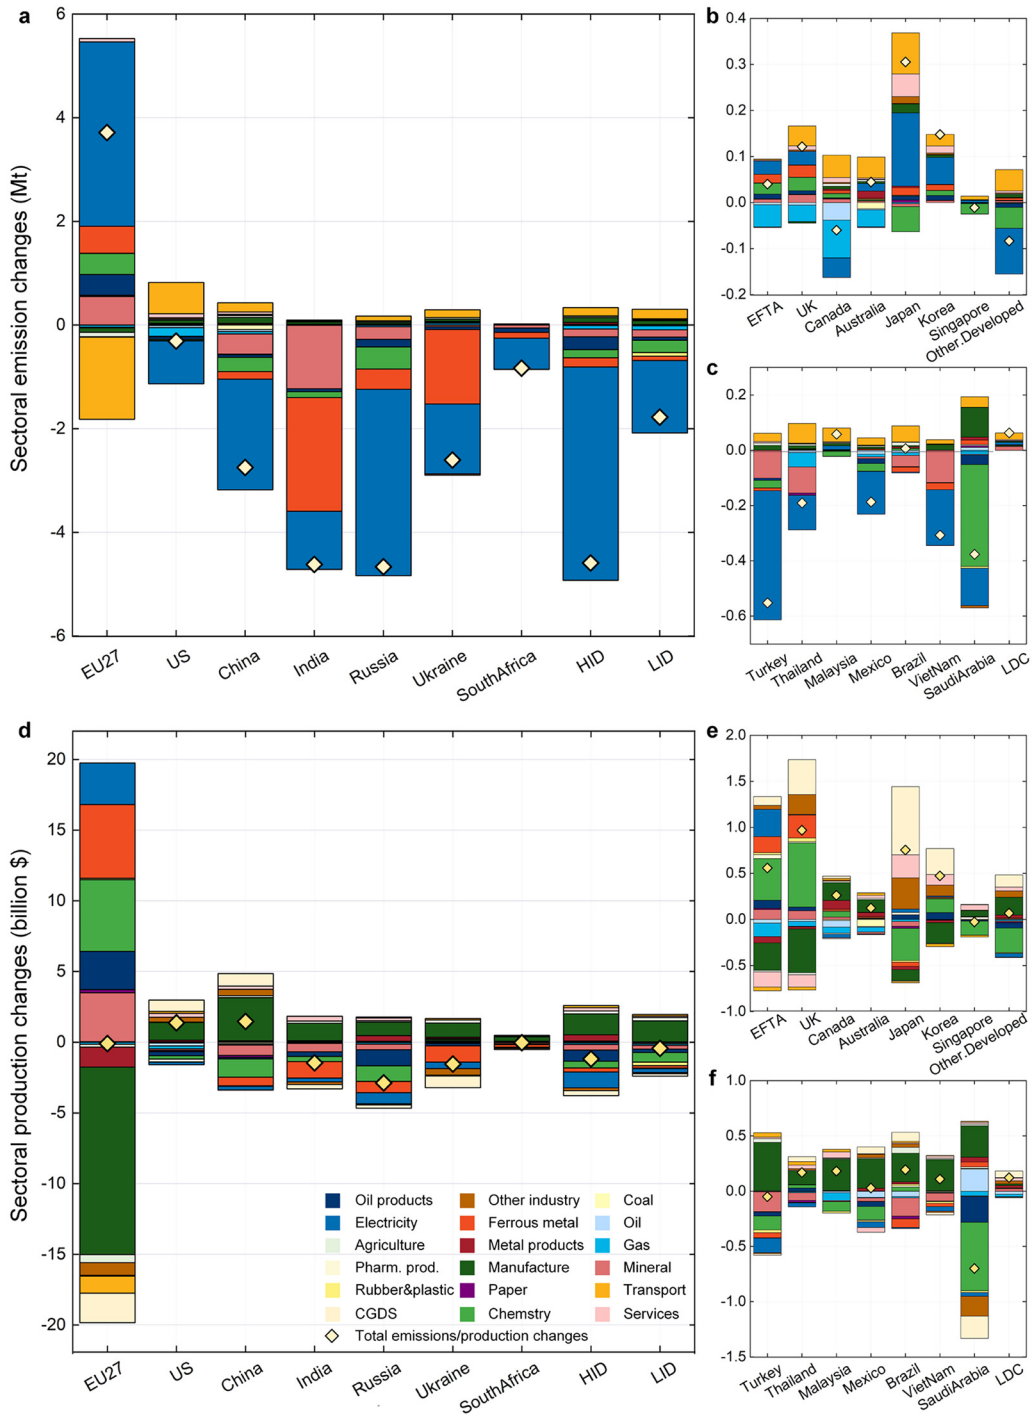 a
Sectoral emission changes (Mt)
6
4
2
0
-2
-4
-6
EU27
US
China
India
Russia
Ukraine
SouthAfrica
HID
LID
b
0.4
0.4
0.3
0.2
0.1
0.0
-0.1
-0.2
EFTA
UK
Canada
Australia
Japan
Korea
Singapore
Other.Developed
c
0.2
0.0
-0.2
-0.4
-0.6
Turkey
Thailand
Malaysia
Mexico
Brazil
VietNam
SaudiArabia
LDC
d
Sectoral production changes (billion $)
20
15
10
5
0
-5
-10
-15
-20
Oil products
Other industry
Coal
Electricity
Ferrous metal
Oil
Agriculture
Metal products
Gas
Pharm. prod.
Manufacture
Mineral
Rubber&plastic
Paper
Transport
CGDS
Chemstry
Services
Total emissions/production changes
EU27
US
China
India
Russia
Ukraine
SouthAfrica
HID
LID
e
2.0
1.5
1.0
0.5
0.0
-0.5
-1.0
EFTA
UK
Canada
Australia
Japan
Korea
Singapore
Other.Developed
f
1.0
0.5
0.0
-0.5
-1.0
-1.5
Turkey
Thailand
Malaysia
Mexico
Brazil
VietNam
SaudiArabia
LDC